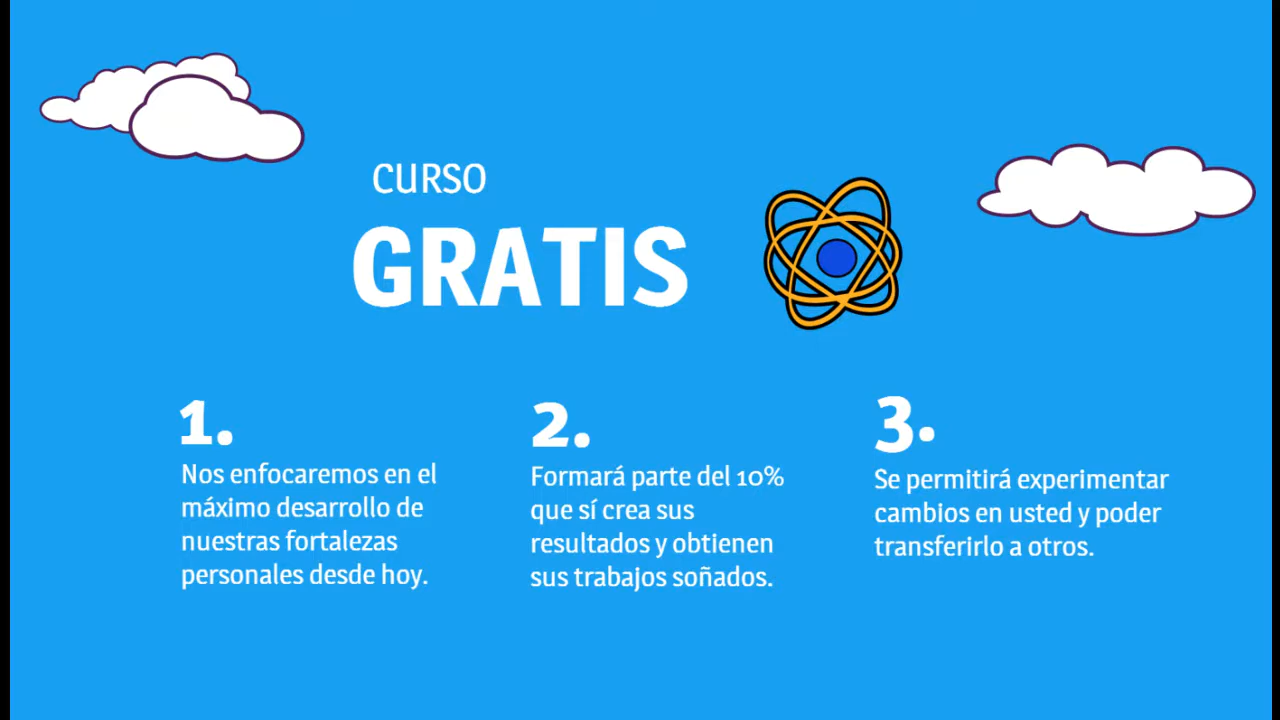 CURSO
GRATIS
1.
Nos enfocaremos en el
máximo desarrollo de
nuestras fortalezas
personales desde hoy.
2.
Formará parte del 10%
que sí crea sus
resultados y obtienen
sus trabajos soñados.
3.
Se permitirá experimentar
cambios en usted y poder
transferirlo a otros.